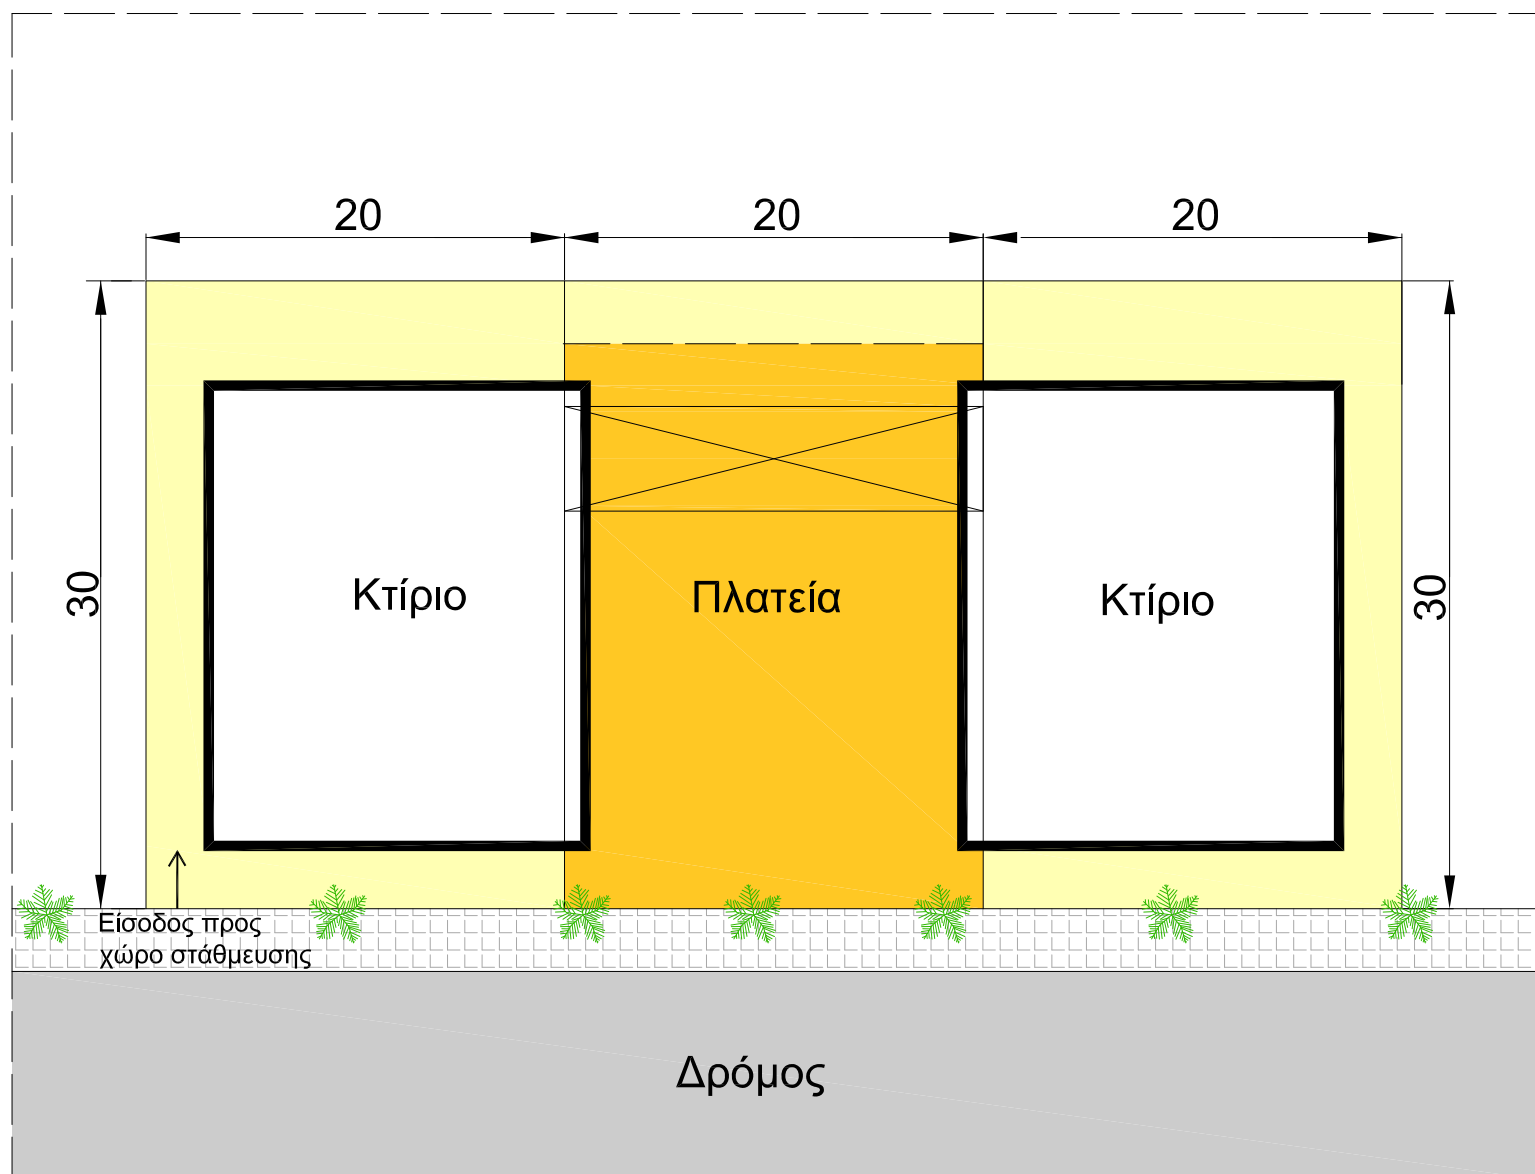 20 20 20
30 30
Κτίριο Πλατεία Κτίριο
Είσοδος προς
χώρο στάθμευσης
Δρόμος